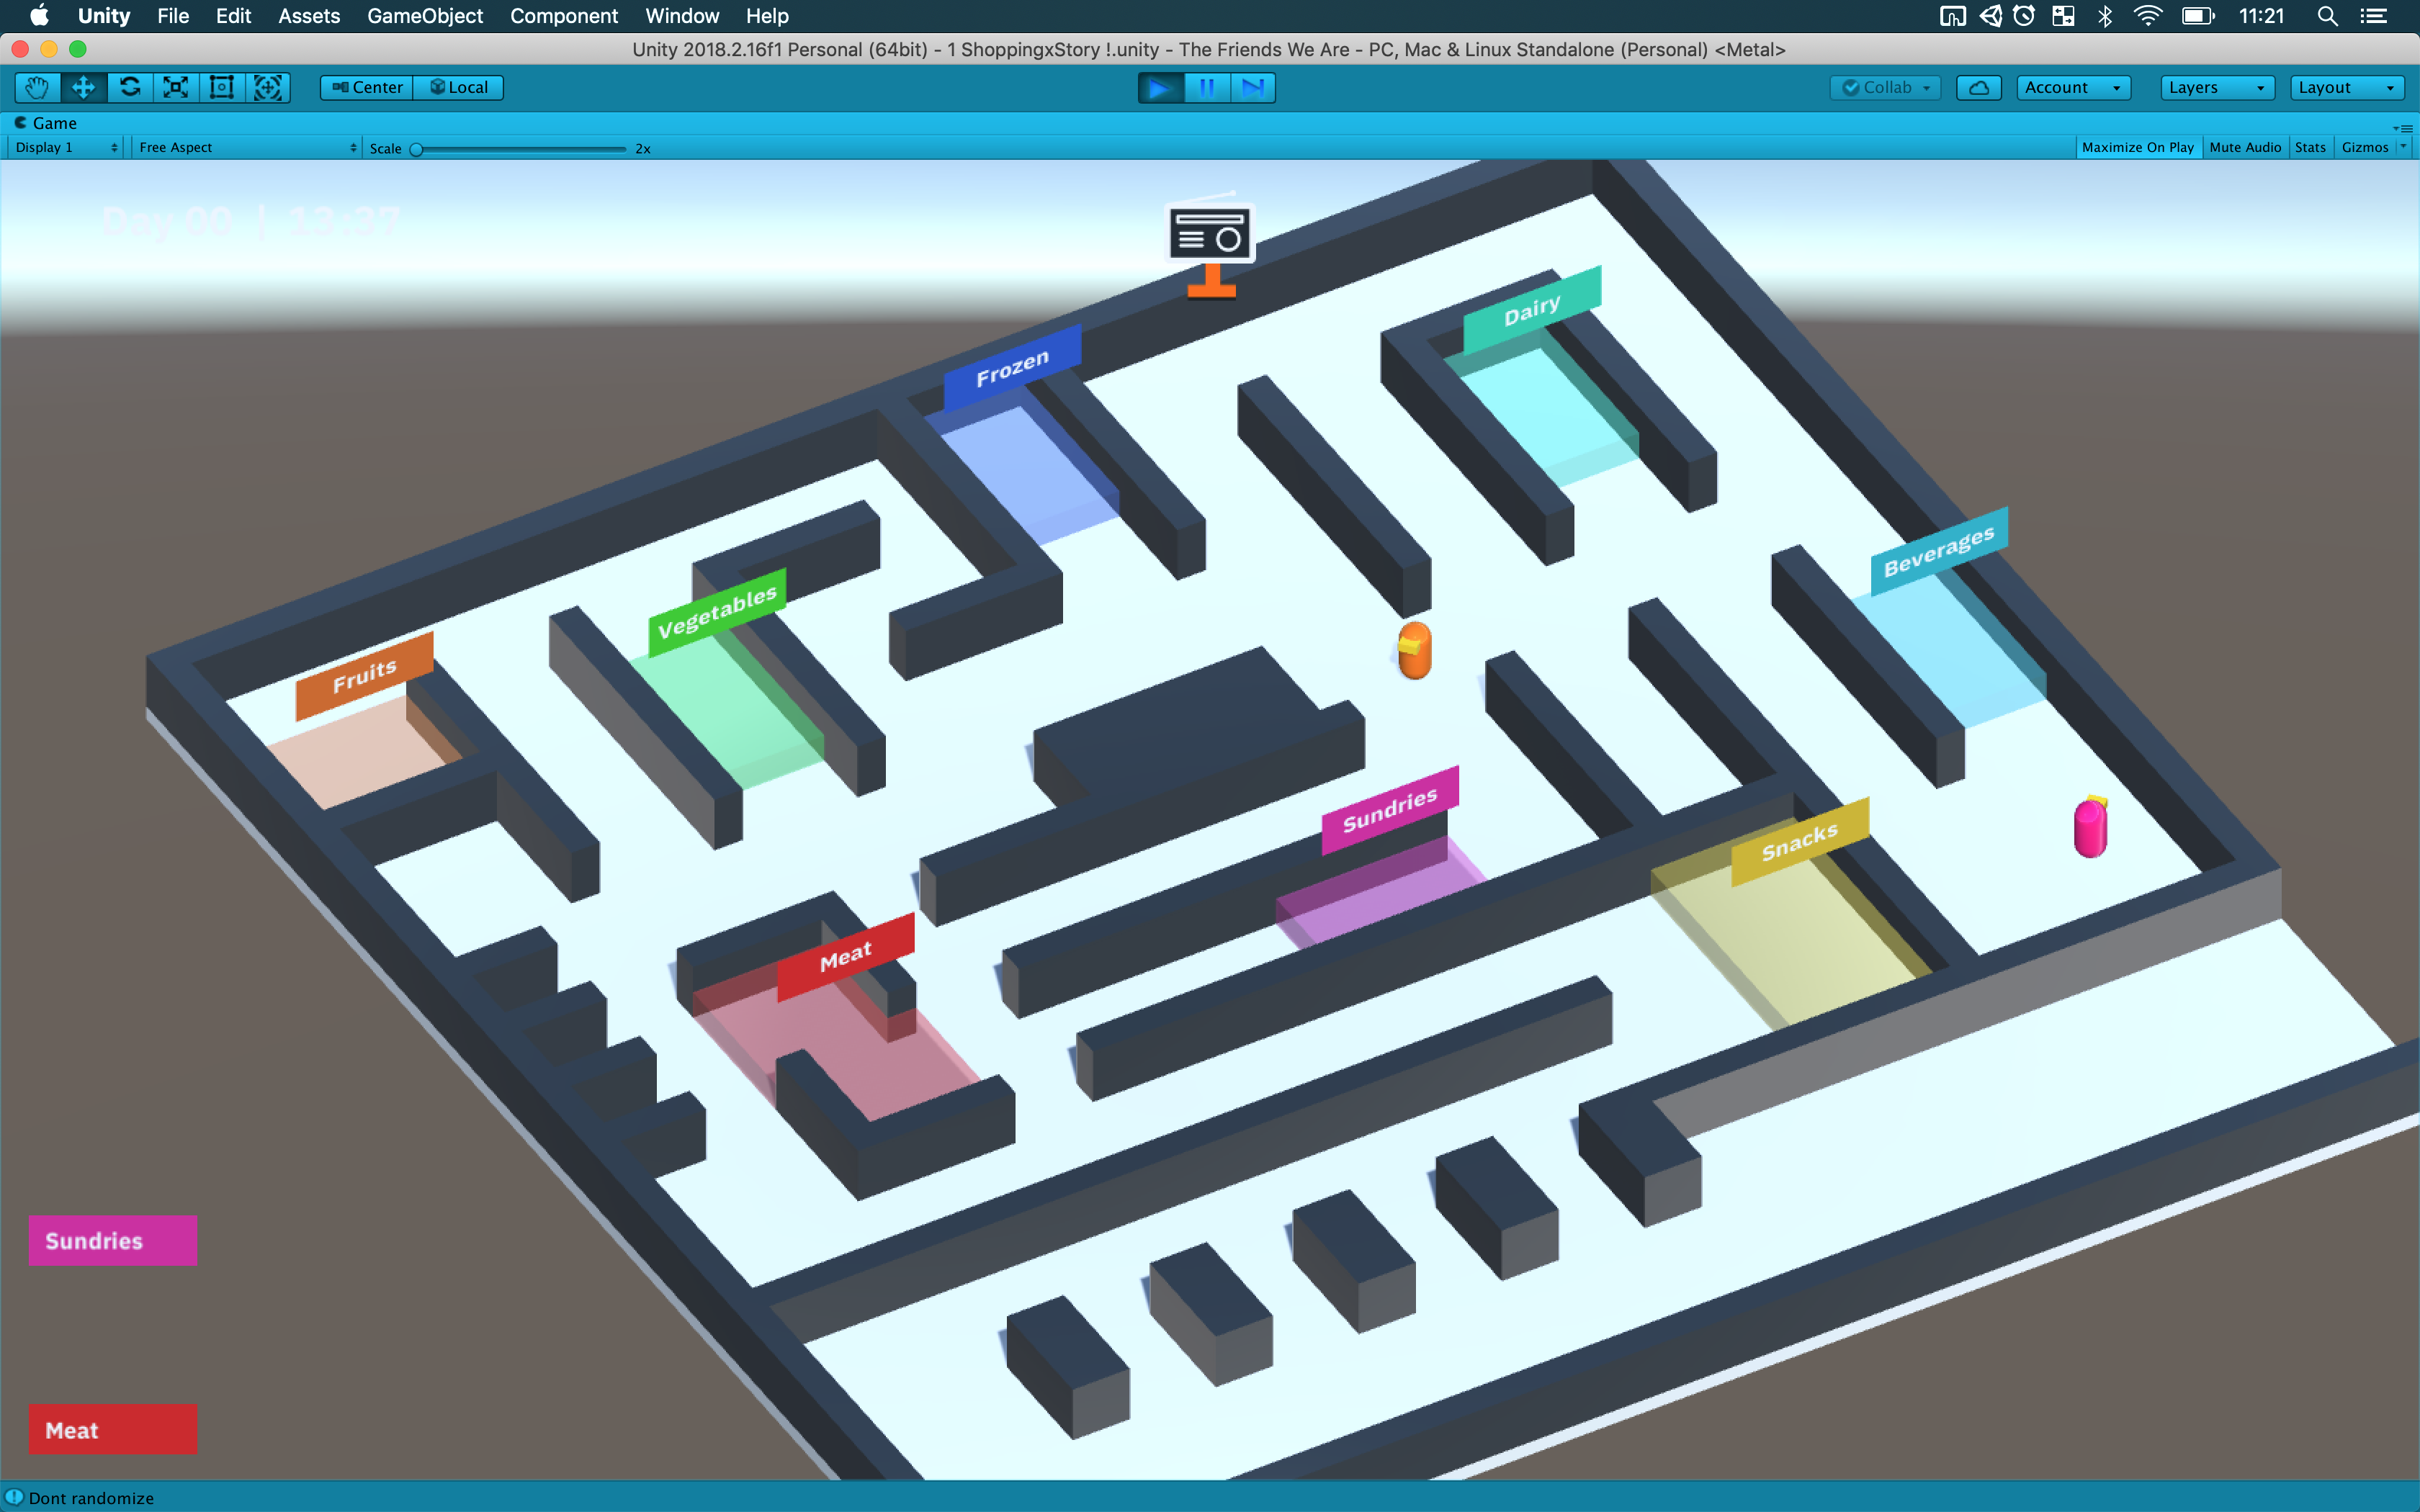 Unity File Edit Assets GameObject Component Window Help 11:21
Unity 2018.2.16f1 Personal (64bit) - 1 ShoppingxStory !.unity - The Friends We Are - PC, Mac & Linux Standalone (Personal) <Metal>
Center Local Collab Account Layers Layout
Game
Display 1 Free Aspect Scale 2x Maximize On Play Mute Audio Stats Gizmos
Day 00 | 13:37
Dairy
Frozen
Beverages
Vegetables
Fruits
Sundries
Snacks
Meat
Sundries
Meat
Dont randomize